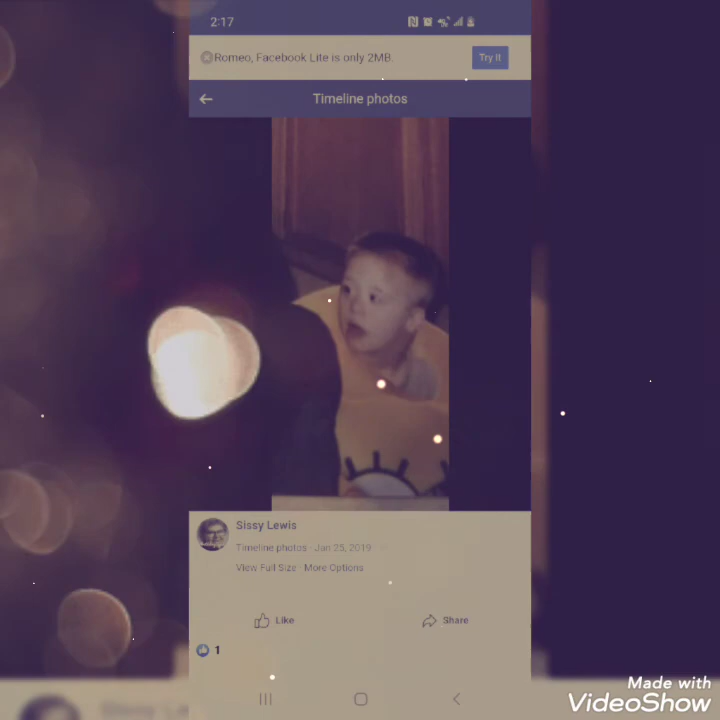 2:17
Romeo, Facebook Lite is only 2MB.
Try It
Timeline photos
Sissy Lewis
Timeline photos · Jan 25, 2019
View Full Size · More Options
Like
Share
1
Made with
VideoShow